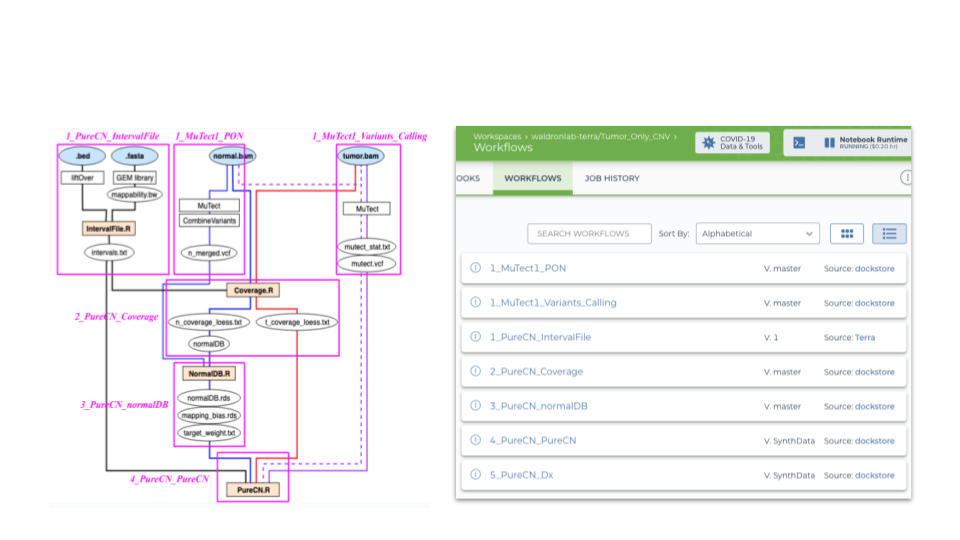 1_PureCN_IntervalFile
1_MuTect1_PON
1_MuTect1_Variants_Calling
.bed
.fasta
normal.bam
tumor.bam
liftOver
GEM library
mappability.bw
MuTect
CombineVariants
MuTect
IntervalFile.R
intervals.txt
n_merged.vcf
mutect_stat.txt
mutect.vcf
Coverage.R
2_PureCN_Coverage
n_coverage_loess.txt
t_coverage_loess.txt
normalDB
NormalDB.R
3_PureCN_normalDB
normalDB.rds
mapping_bias.rds
target_weight.txt
4_PureCN_PureCN
PureCN.R
Workspaces › waldronlab-terra/Tumor_Only_CNV ›
Workflows
COVID-19
Data & Tools
Notebook Runtime
RUNNING ($0.20 hr)
OOKS
WORKFLOWS
JOB HISTORY
SEARCH WORKFLOWS
Sort By:
Alphabetical
1_MuTect1_PON V. master Source: dockstore
1_MuTect1_Variants_Calling V. master Source: dockstore
1_PureCN_IntervalFile V. 1 Source: Terra
2_PureCN_Coverage V. master Source: dockstore
3_PureCN_normalDB V. master Source: dockstore
4_PureCN_PureCN V. SynthData Source: dockstore
5_PureCN_Dx V. SynthData Source: dockstore